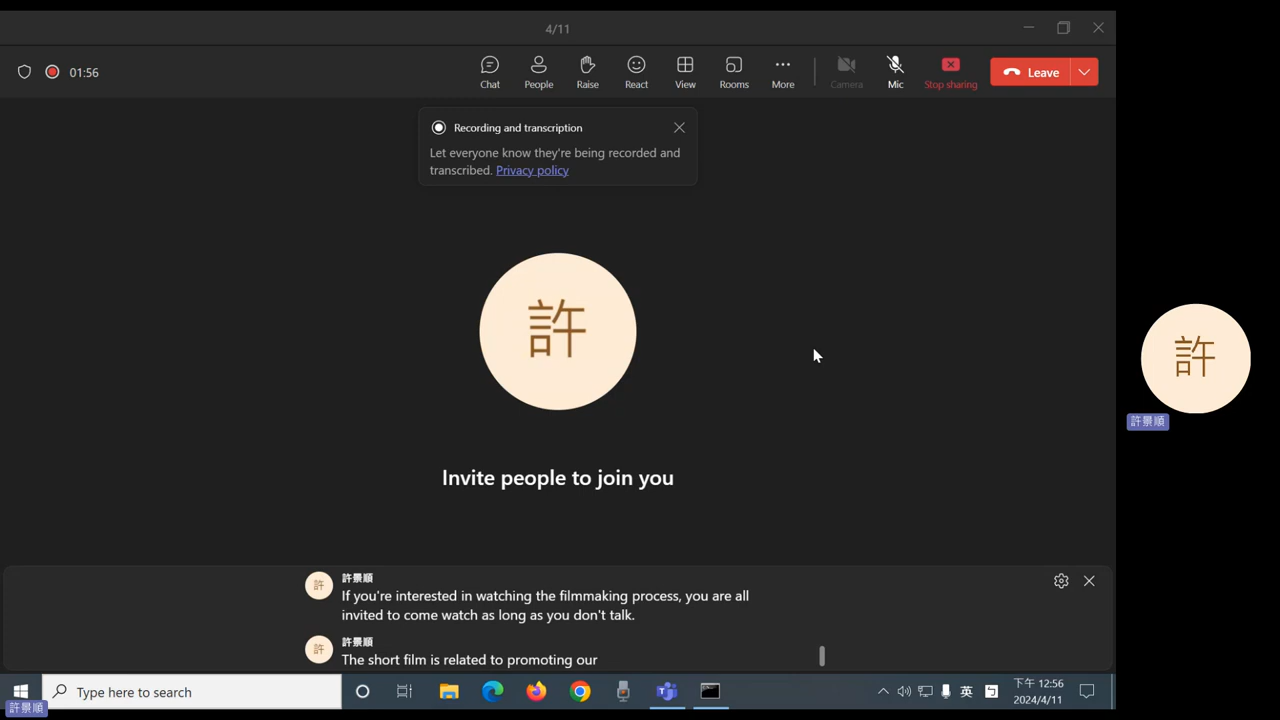 4/11
01:56
Chat
People
Raise
React
View
Rooms
More
Camera
Mic
Stop sharing
Leave
Recording and transcription
Let everyone know they're being recorded and
transcribed. Privacy policy
許
許
許景順
Invite people to join you
許
許景順
If you're interested in watching the filmmaking process, you are all
invited to come watch as long as you don't talk.
許
許景順
The short film is related to promoting our
Type here to search
英
下午 12:56
2024/4/11
許景順